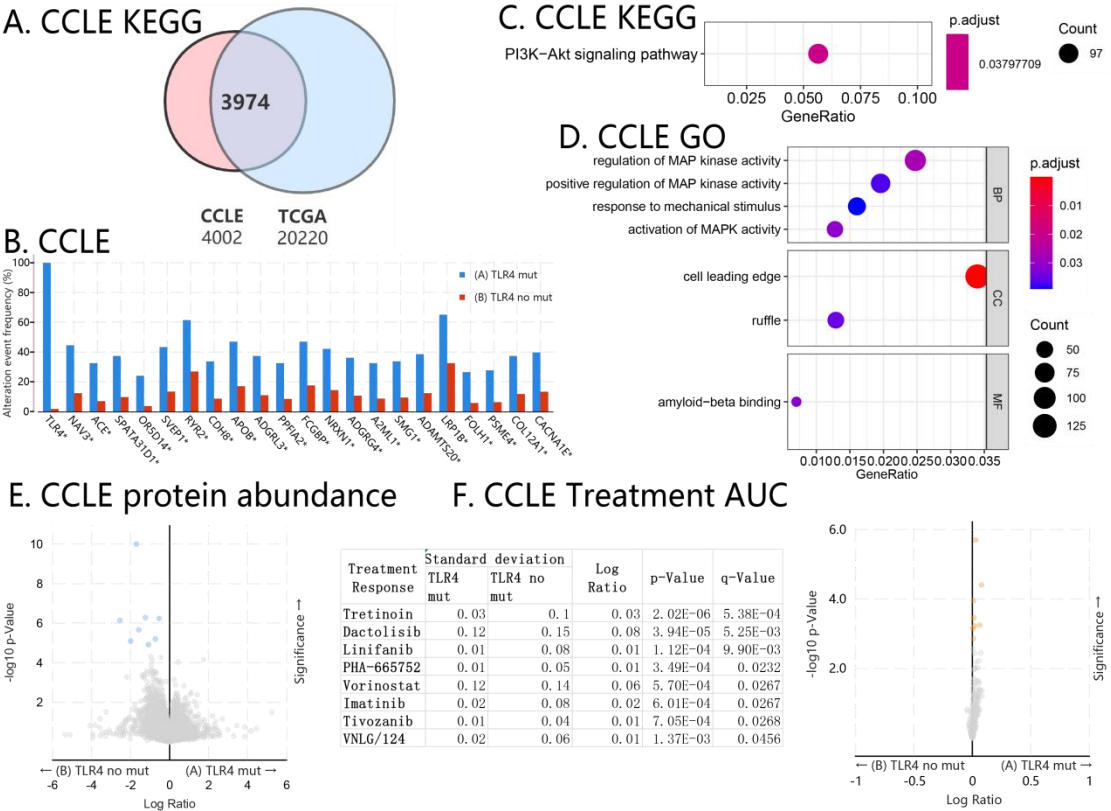 A. CCLE KEGG
3974
CCLE
4002
TCGA
20220
B. CCLE
Alteration event frequency (%)
100
80
60
40
20
0
(A) TLR4 mut
(B) TLR4 no mut
TLR4*
NAV3*
ACE*
SPATA31D1*
OR5D14*
SVEP1*
RYR2*
CDH8*
APOB*
ADGRL3*
PPFIA2*
FCGBP*
NRXN1*
ADGRG4*
A2ML1*
SMG1*
ADAMTS20*
LRP1B*
FOLH1*
PSME4*
COL12A1*
CACNA1E*
C. CCLE KEGG
PI3K−Akt signaling pathway
0.025 0.050 0.075 0.100
GeneRatio
p.adjust
0.03797709
Count
97
D. CCLE GO
regulation of MAP kinase activity
positive regulation of MAP kinase activity
response to mechanical stimulus
activation of MAPK activity
BP
cell leading edge
ruffle
CC
amyloid−beta binding
MF
0.010 0.015 0.020 0.025 0.030 0.035
GeneRatio
p.adjust
0.01
0.02
0.03
Count
50
75
100
125
E. CCLE protein abundance
-log10 p-Value
10
8
6
4
2
Significance →
← (B) TLR4 no mut
(A) TLR4 mut →
-6 -4 -2 0 2 4 6
Log Ratio
F. CCLE Treatment AUC
Treatment Response | Standard deviation | Log Ratio | p-Value | q-Value
TLR4 mut | TLR4 no mut
Tretinoin 0.03 0.1 0.03 2.02E-06 5.38E-04
Dactolisib 0.12 0.15 0.08 3.94E-05 5.25E-03
Linifanib 0.01 0.08 0.01 1.12E-04 9.90E-03
PHA-665752 0.01 0.05 0.01 3.49E-04 0.0232
Vorinostat 0.12 0.14 0.06 5.70E-04 0.0267
Imatinib 0.02 0.08 0.02 6.01E-04 0.0267
Tivozanib 0.01 0.04 0.01 7.05E-04 0.0268
VNLG/124 0.02 0.06 0.01 1.37E-03 0.0456
-log10 p-Value
6.0
4.0
2.0
Significance →
← (B) TLR4 no mut
(A) TLR4 mut →
-1 -0.5 0 0.5 1
Log Ratio